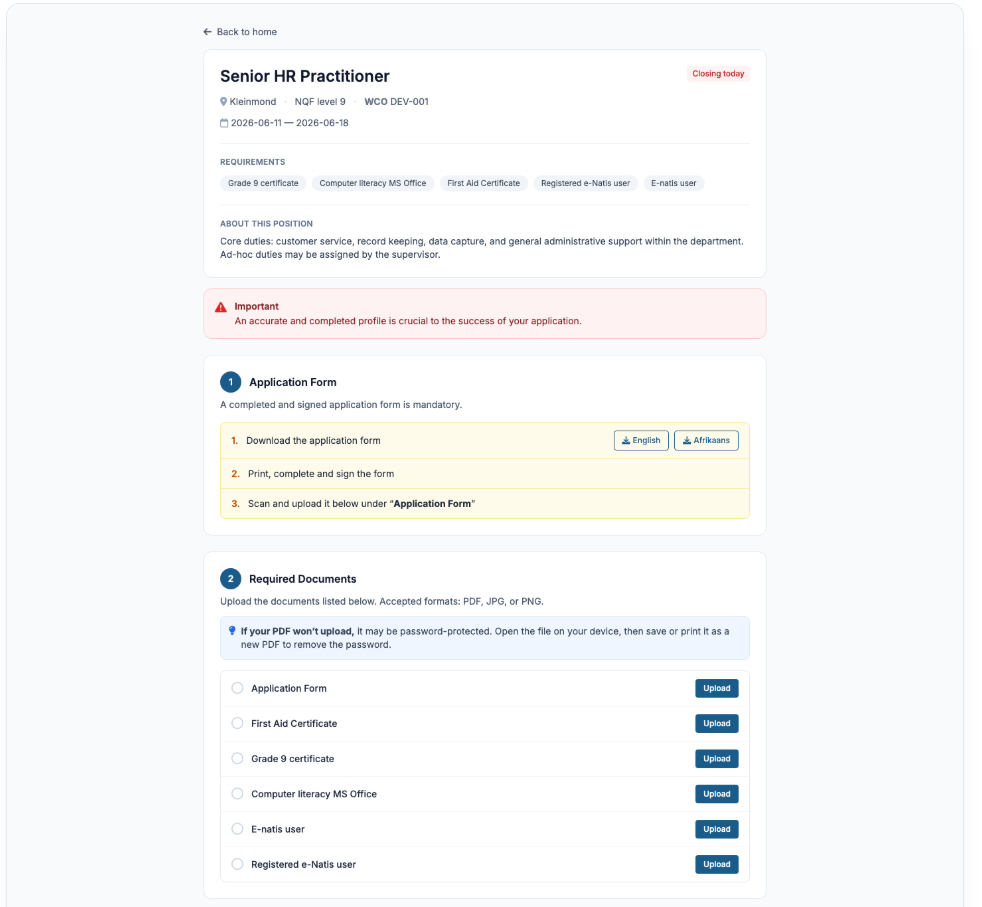 Back to home
Senior HR Practitioner
Closing today
Kleinmond · NQF level 9 · WCO DEV-001
2026-06-11 — 2026-06-18
REQUIREMENTS
Grade 9 certificate Computer literacy MS Office First Aid Certificate Registered e-Natis user E-natis user
ABOUT THIS POSITION
Core duties: customer service, record keeping, data capture, and general administrative support within the department.
Ad-hoc duties may be assigned by the supervisor.
Important
An accurate and completed profile is crucial to the success of your application.
1 Application Form
A completed and signed application form is mandatory.
1. Download the application form English Afrikaans
2. Print, complete and sign the form
3. Scan and upload it below under “Application Form”
2 Required Documents
Upload the documents listed below. Accepted formats: PDF, JPG, or PNG.
If your PDF won’t upload, it may be password-protected. Open the file on your device, then save or print it as a
new PDF to remove the password.
Application Form Upload
First Aid Certificate Upload
Grade 9 certificate Upload
Computer literacy MS Office Upload
E-natis user Upload
Registered e-Natis user Upload